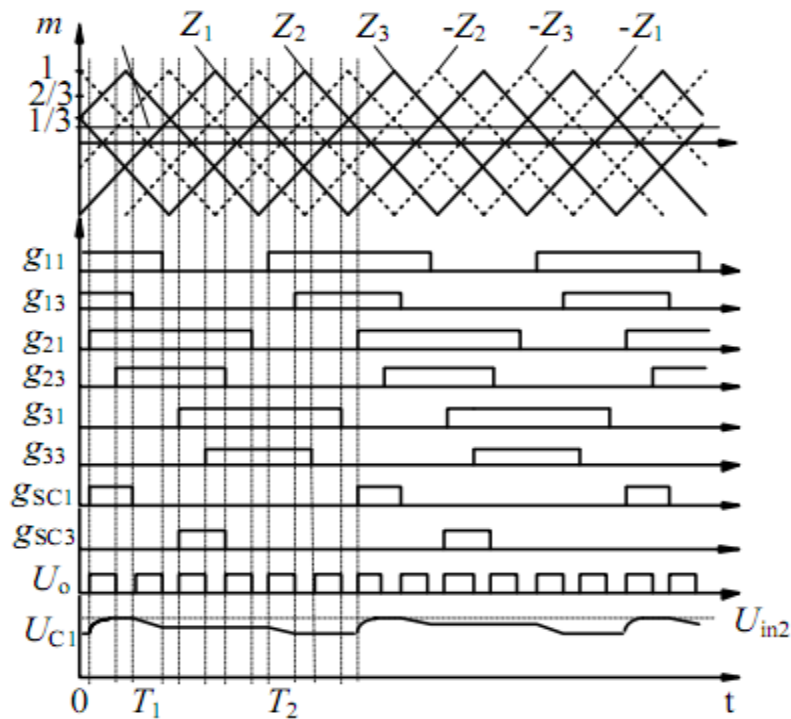 m Z₁ Z₂ Z₃ -Z₂ -Z₃ -Z₁
1
2/3
1/3
g₁₁
g₁₃
g₂₁
g₂₃
g₃₁
g₃₃
gSC1
gSC3
Uₒ
UC1 Uin2
0 T₁ T₂ t